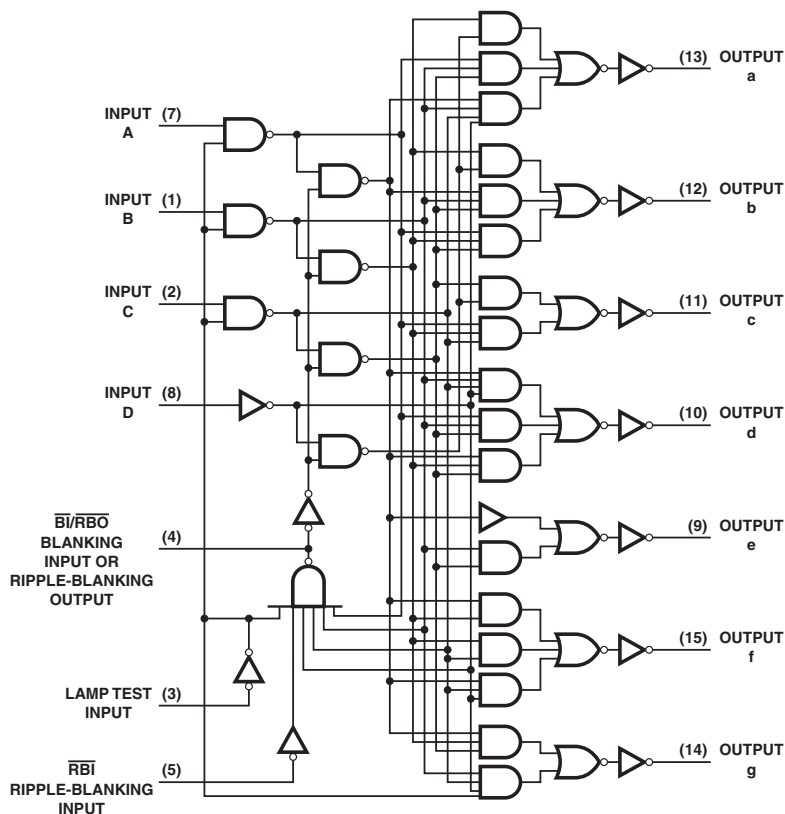 (13) OUTPUT
a
INPUT (7)
A
(12) OUTPUT
b
INPUT (1)
B
INPUT (2)
C
(11) OUTPUT
c
INPUT (8)
D
(10) OUTPUT
d
BI/RBO
BLANKING (4)
INPUT OR
RIPPLE-BLANKING
OUTPUT
(9) OUTPUT
e
(15) OUTPUT
f
LAMP TEST (3)
INPUT
(14) OUTPUT
g
RBI (5)
RIPPLE-BLANKING
INPUT